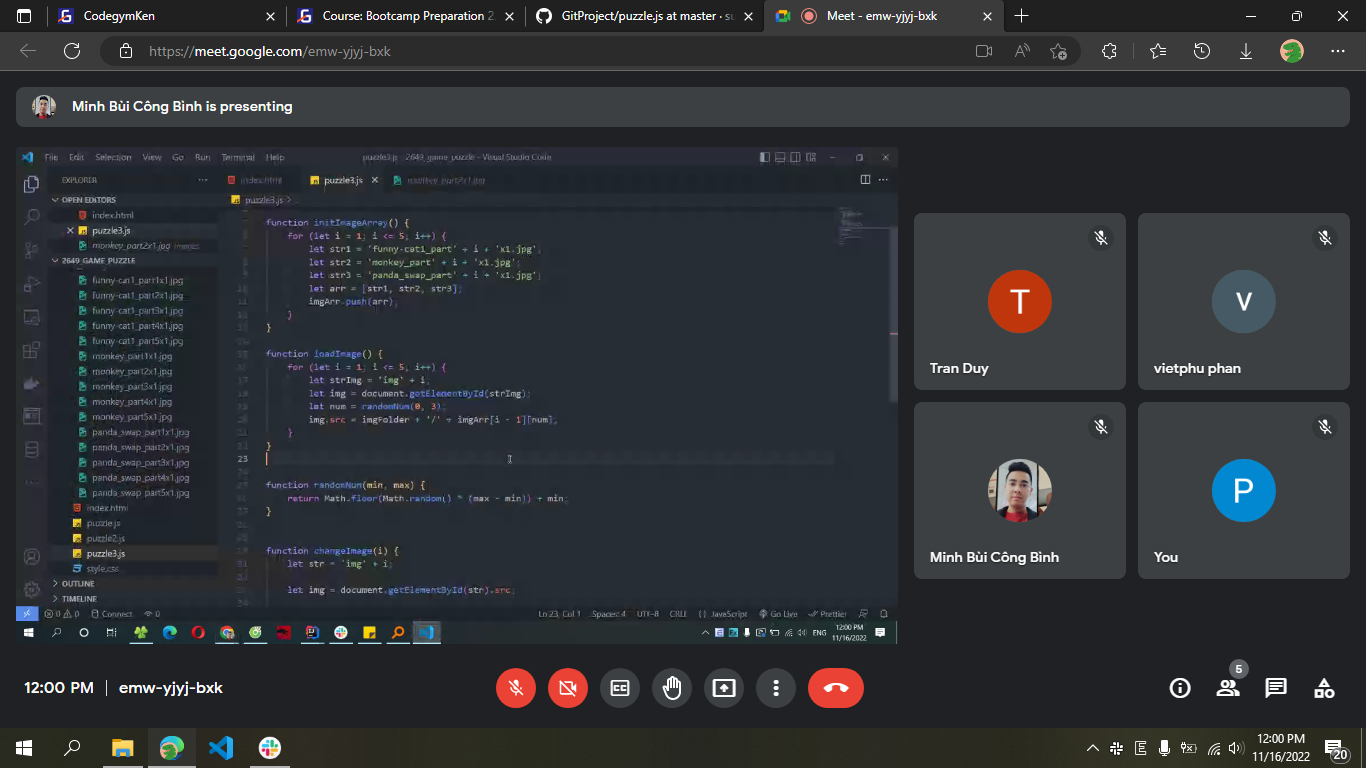 CodegymKen
Course: Bootcamp Preparation 2
GitProject/puzzle.js at master · su
Meet - emw-yjyj-bxk
https://meet.google.com/emw-yjyj-bxk
Minh Bùi Công Bình is presenting
File Edit Selection View Go Run Terminal Help
puzzle3.js - 2649_game_puzzle - Visual Studio Code
EXPLORER
index.html
puzzle3.js
monkey_part2x1.jpg
OPEN EDITORS
index.html
puzzle3.js
monkey_part2x1.jpg images
2649_GAME_PUZZLE
funny-cat1_part1x1.jpg
funny-cat1_part2x1.jpg
funny-cat1_part3x1.jpg
funny-cat1_part4x1.jpg
funny-cat1_part5x1.jpg
monkey_part1x1.jpg
monkey_part2x1.jpg
monkey_part3x1.jpg
monkey_part4x1.jpg
monkey_part5x1.jpg
panda_swap_part1x1.jpg
panda_swap_part2x1.jpg
panda_swap_part3x1.jpg
panda_swap_part4x1.jpg
panda_swap_part5x1.jpg
index.html
puzzle.js
puzzle2.js
puzzle3.js
style.css
OUTLINE
TIMELINE
puzzle3.js >
function initImageArray() {
for (let i = 1; i <= 5; i++) {
let str1 = 'funny-cat1_part' + i + 'x1.jpg';
let str2 = 'monkey_part' + i + 'x1.jpg';
let str3 = 'panda_swap_part' + i + 'x1.jpg';
let arr = [str1, str2, str3];
imgArr.push(arr);
}
}
function loadImage() {
for (let i = 1; i <= 5; i++) {
let strImg = 'img' + i;
let img = document.getElementById(strImg);
let num = randomNum(0, 3);
img.src = imgFolder + '/' + imgArr[i - 1][num];
}
}
23
function randomNum(min, max) {
return Math.floor(Math.random() * (max - min)) + min;
}
function changeImage(i) {
let str = 'img' + i;
let img = document.getElementById(str).src;
0 0 Connect 0
Ln 23, Col 1 Spaces: 4 UTF-8 CRLF { } JavaScript Go Live Prettier
ENG
12:00 PM
11/16/2022
Tran Duy
v
vietphu phan
T
Minh Bùi Công Bình
P
You
12:00 PM | emw-yjyj-bxk
5
12:00 PM
11/16/2022
20